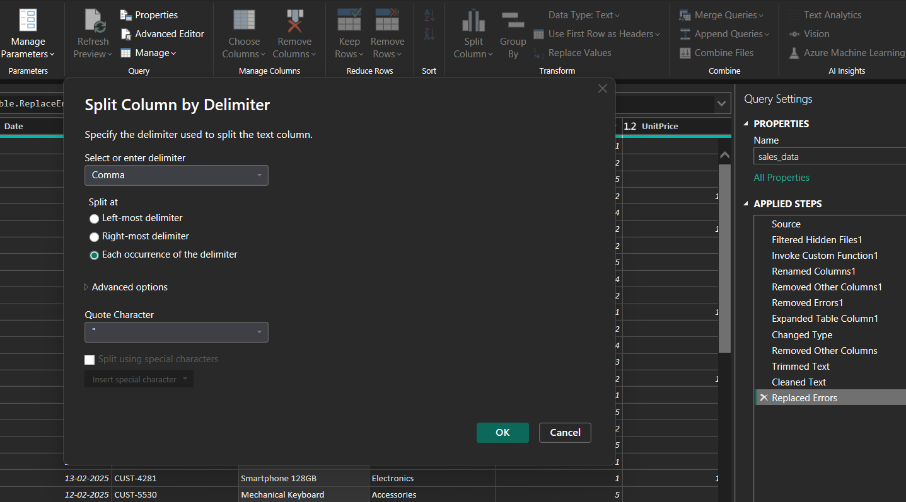 Manage Parameters
Parameters
Refresh Preview
Properties
Advanced Editor
Manage
Query
Choose Columns
Remove Columns
Manage Columns
Keep Rows
Remove Rows
Reduce Rows
Sort
Split Column
Group By
Data Type: Text
Use First Row as Headers
Replace Values
Transform
Merge Queries
Append Queries
Combine Files
Combine
Text Analytics
Vision
Azure Machine Learning
AI Insights
Date
1.2 UnitPrice
Split Column by Delimiter
Specify the delimiter used to split the text column.
Select or enter delimiter
Comma
Split at
Left-most delimiter
Right-most delimiter
Each occurrence of the delimiter
Advanced options
Quote Character
"
Split using special characters
Insert special character
OK
Cancel
13-02-2025 CUST-4281 Smartphone 128GB Electronics 1
12-02-2025 CUST-5530 Mechanical Keyboard Accessories 5
Query Settings
PROPERTIES
Name
sales_data
All Properties
APPLIED STEPS
Source
Filtered Hidden Files1
Invoke Custom Function1
Renamed Columns1
Removed Other Columns1
Removed Errors1
Expanded Table Column1
Changed Type
Removed Other Columns
Trimmed Text
Cleaned Text
Replaced Errors